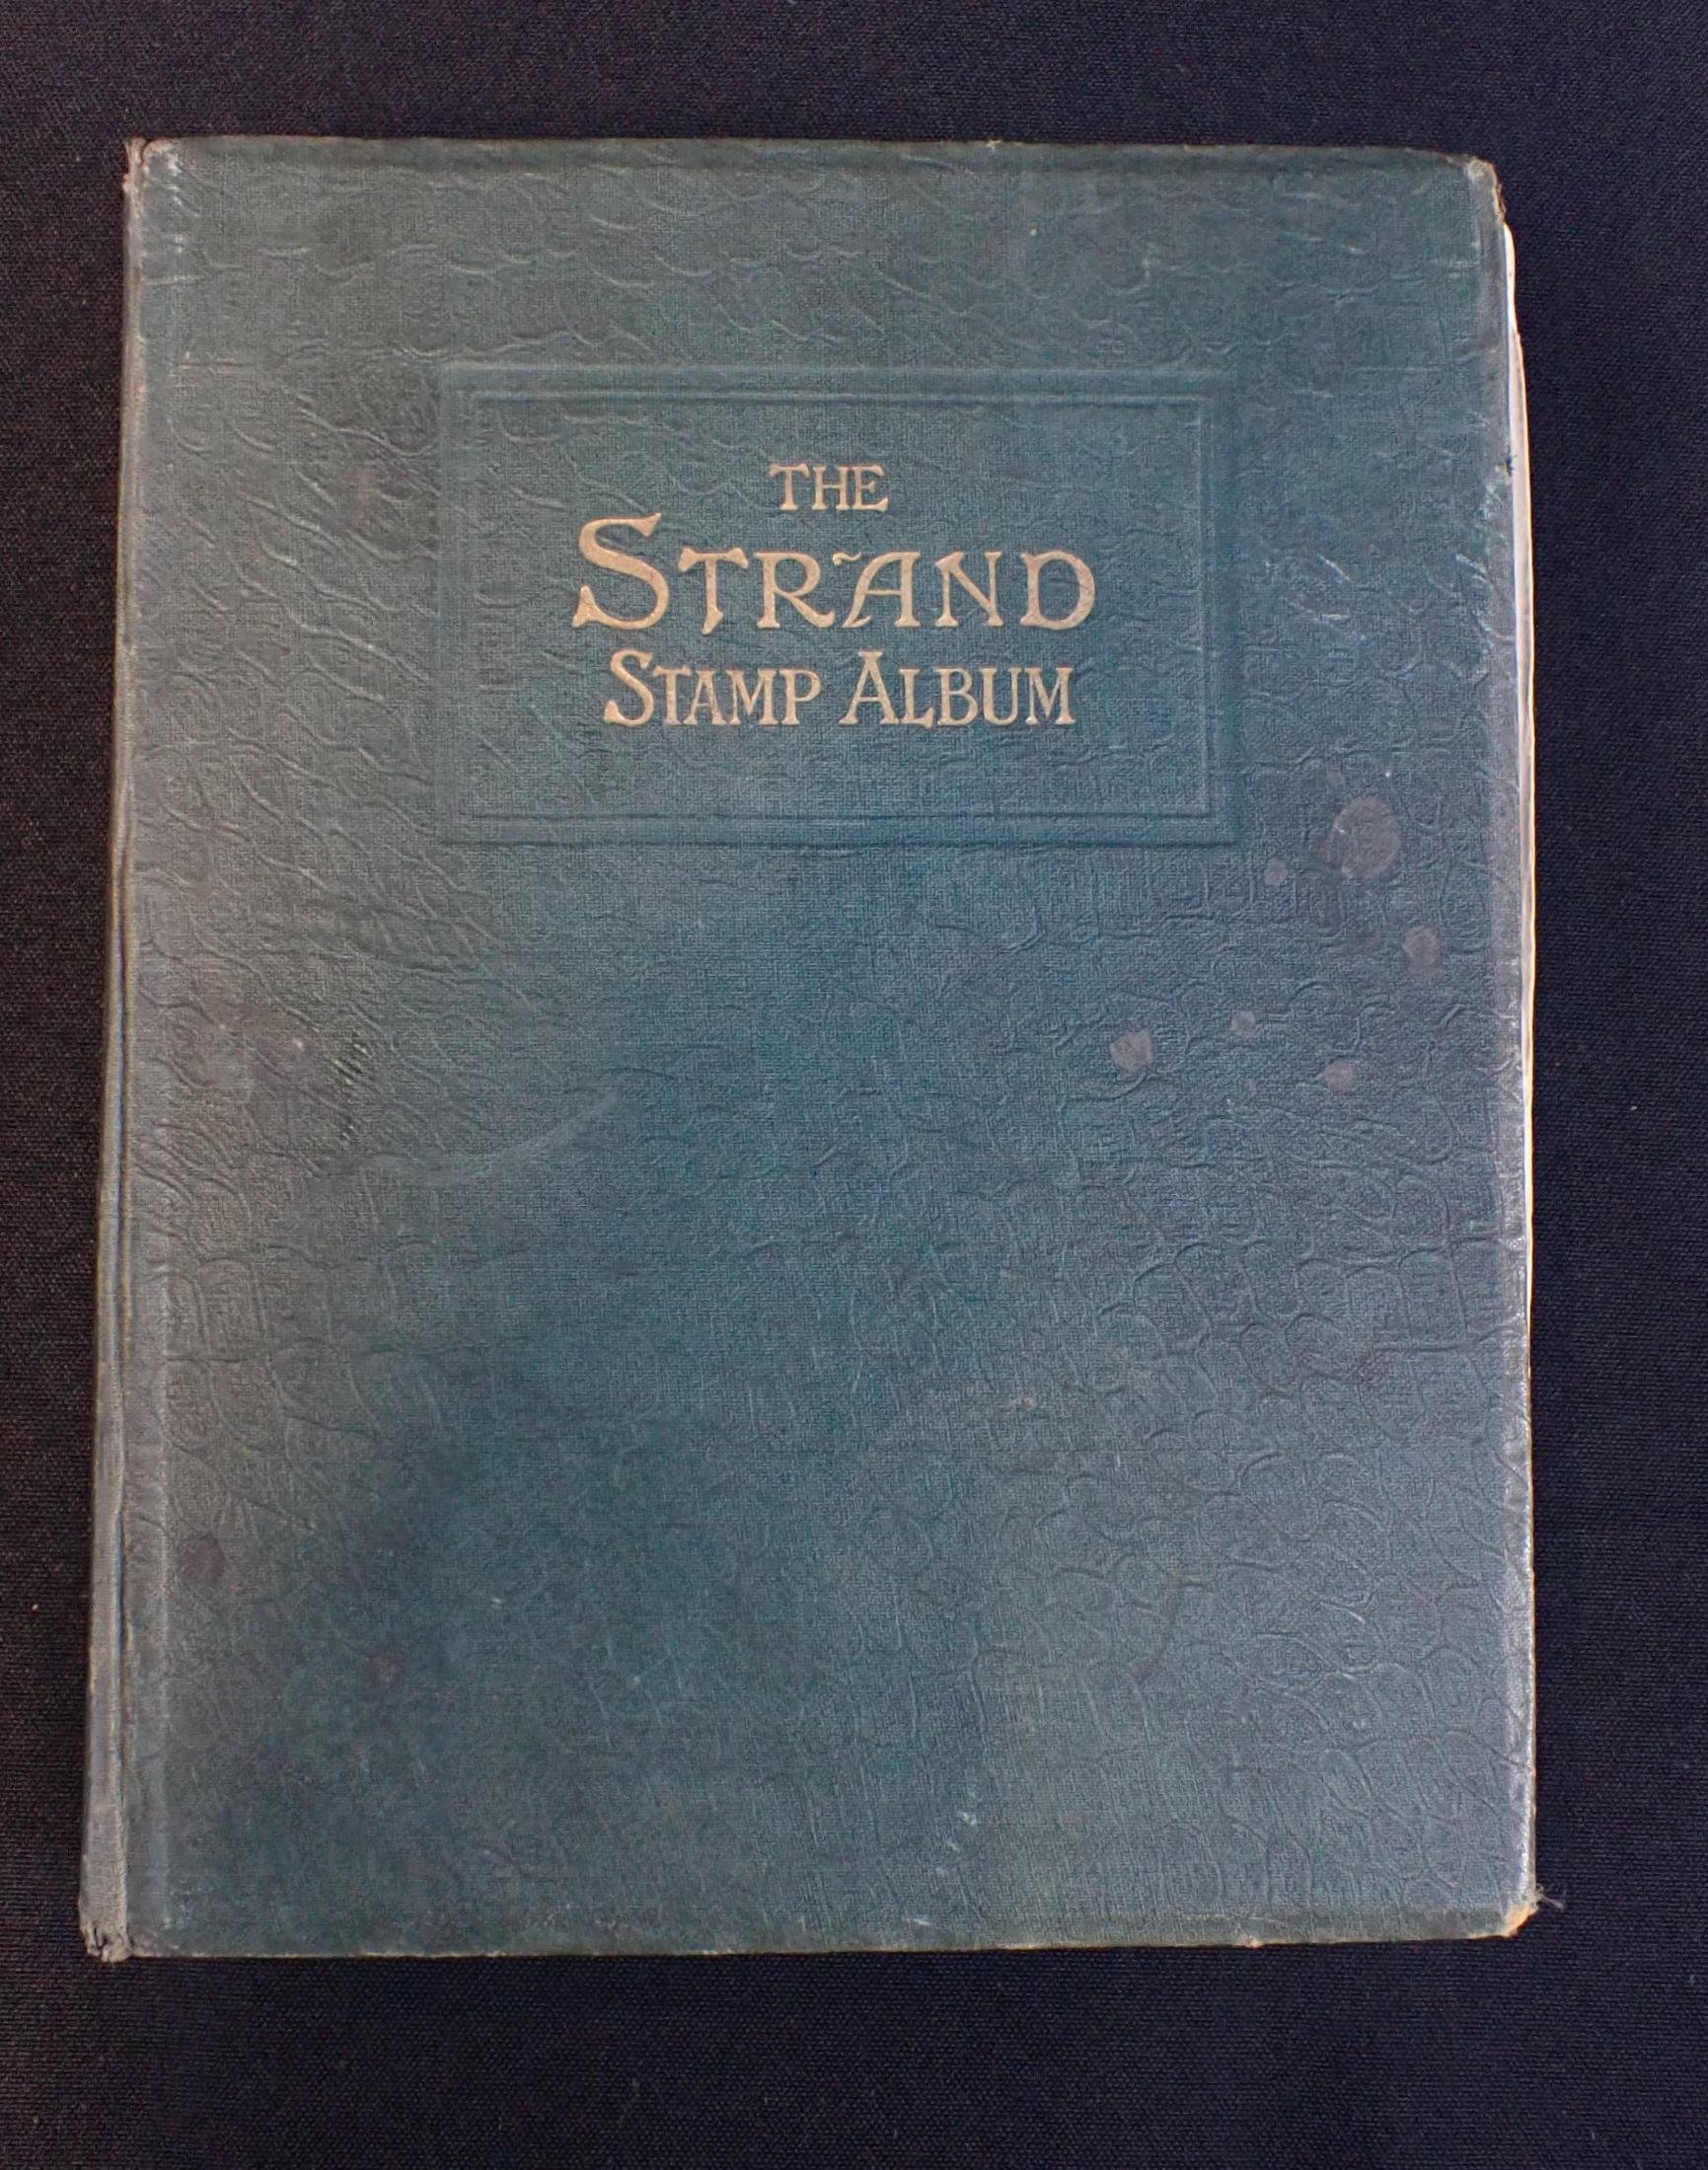 THE
STRAND
STAMP ALBUM